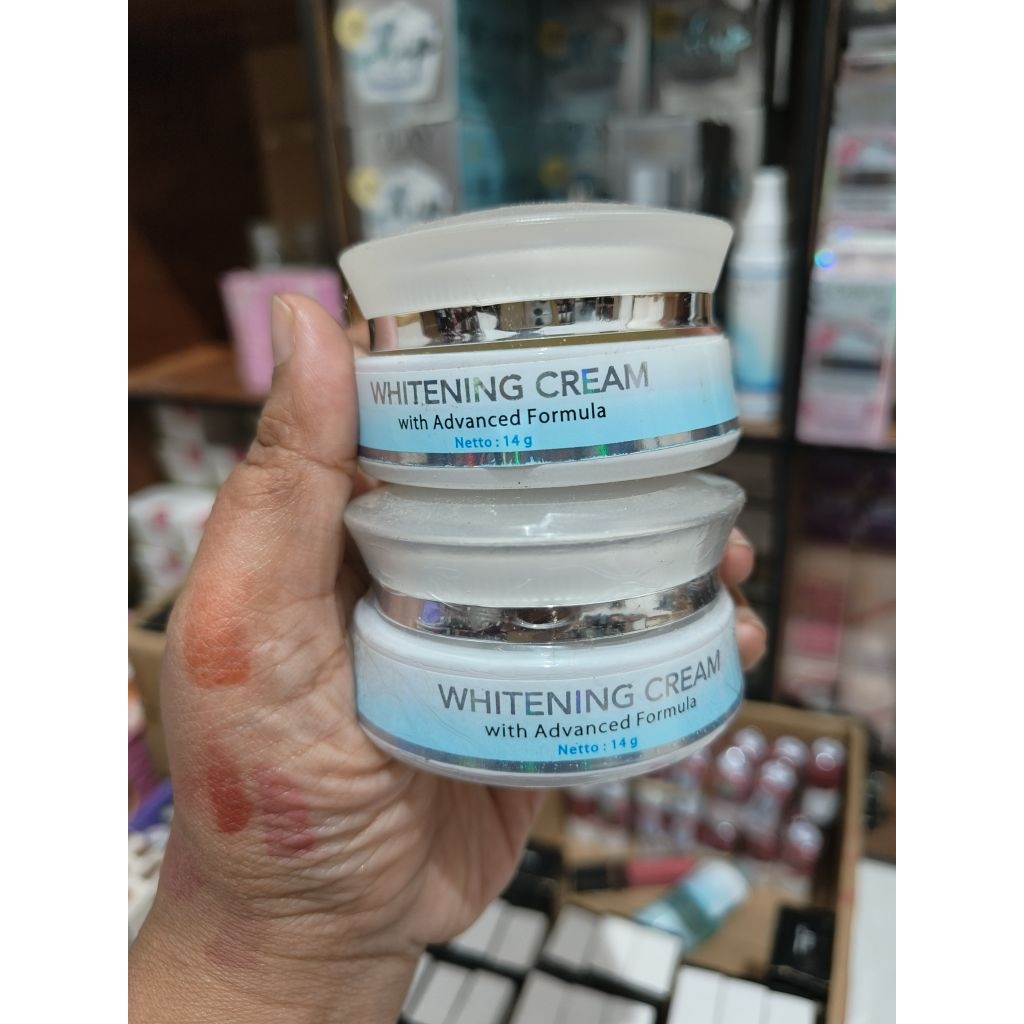 WHITENING CREAM
with Advanced Formula
Netto : 14 g
WHITENING CREAM
with Advanced Formula
Netto : 14 g